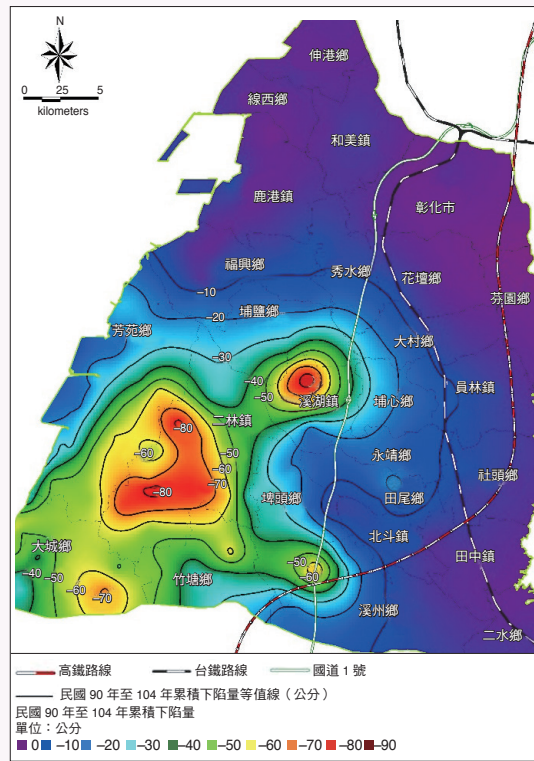 N
0 25 5
kilometers
伸港鄉
線西鄉
和美鎮
鹿港鎮
彰化市
福興鄉
秀水鄉
花壇鄉
芬園鄉
-10
-20
埔鹽鄉
芳苑鄉
大村鄉
-30
-40
-50
溪湖鎮
埔心鄉
員林鎮
二林鎮
-80
-60
-50
-60
-70
-80
永靖鄉
社頭鄉
埤頭鄉
田尾鄉
北斗鎮
大城鄉
田中鎮
-40
-50
-60
-70
竹塘鄉
-50
-60
溪州鄉
二水鄉
高鐵路線 台鐵路線 國道 1 號
民國 90 年至 104 年累積下陷量等值線（公分）
民國 90 年至 104 年累積下陷量
單位：公分
0 -10 -20 -30 -40 -50 -60 -70 -80 -90